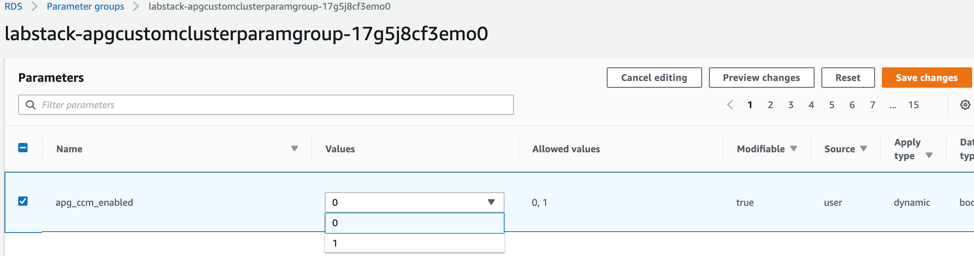 RDS > Parameter groups > labstack-apgcustomclusterparamgroup-17g5j8cf3emo0
labstack-apgcustomclusterparamgroup-17g5j8cf3emo0
Parameters
Cancel editing Preview changes Reset Save changes
Filter parameters
< 1 2 3 4 5 6 7 ... 15
Name Values Allowed values Modifiable Source Apply type Dat typ
apg_ccm_enabled 0 0, 1 true user dynamic boo
0
1